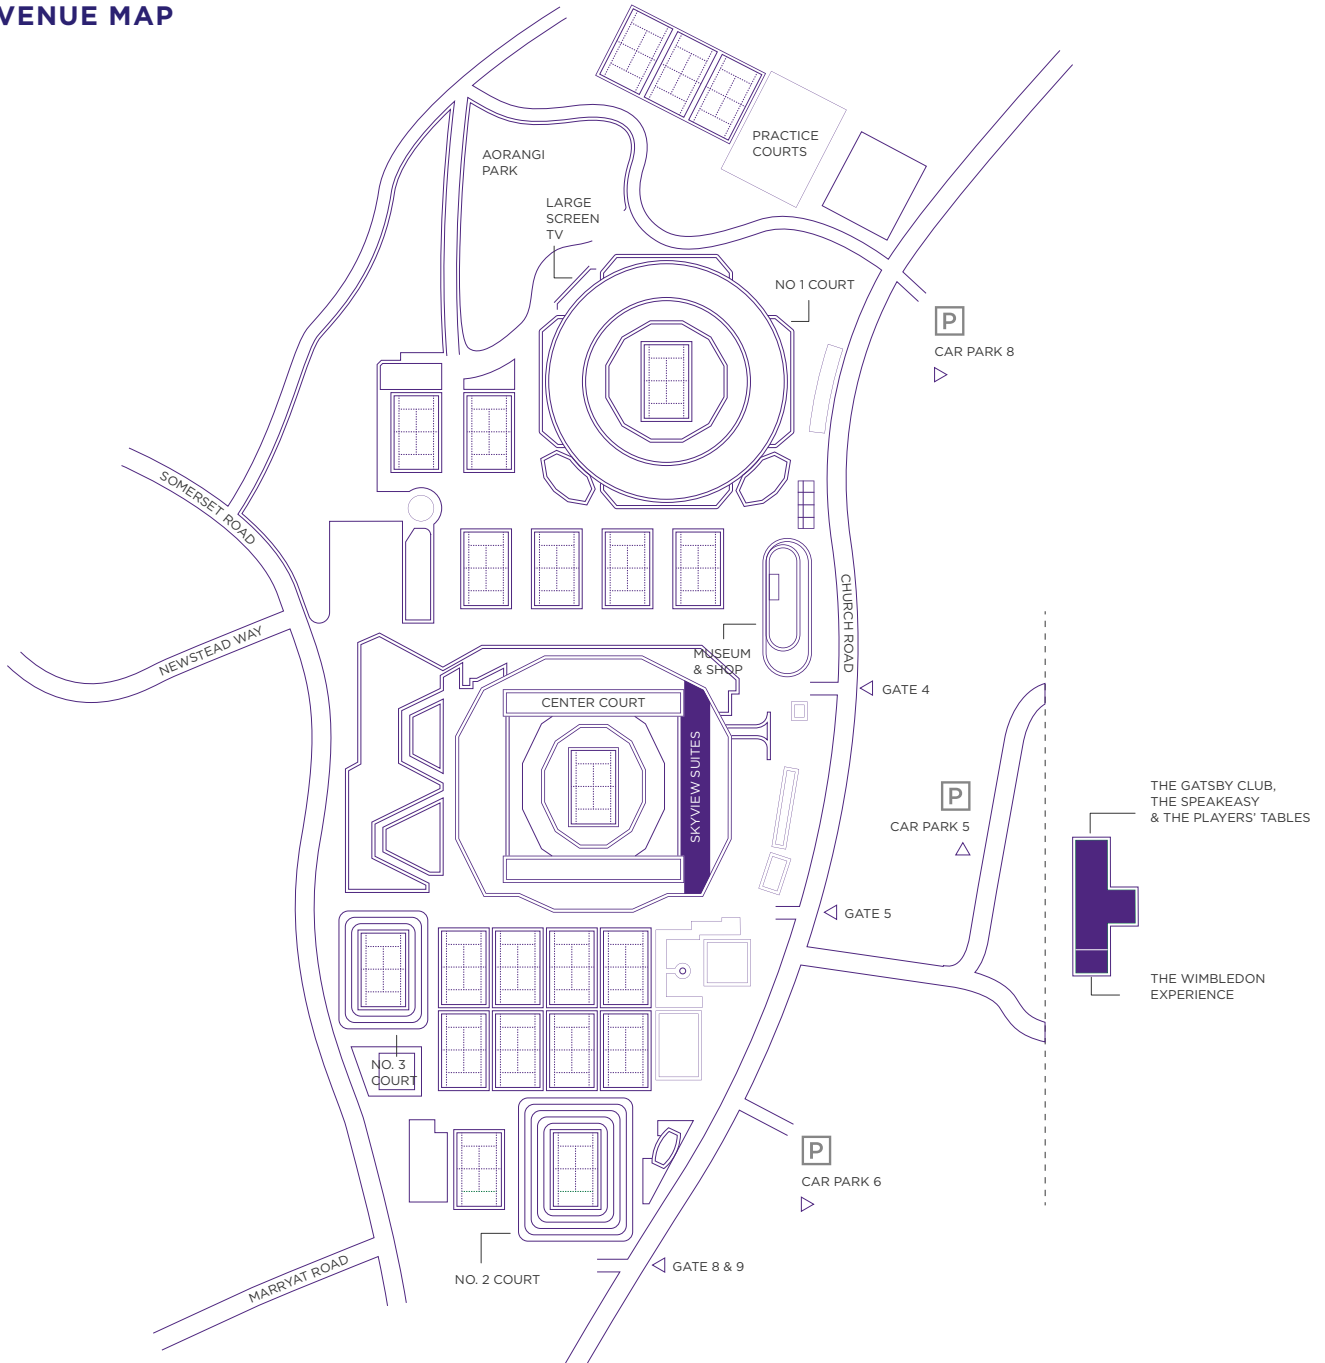 VENUE MAP
PRACTICE
COURTS
AORANGI
PARK
LARGE
SCREEN
TV
NO 1 COURT
P
CAR PARK 8
SOMERSET ROAD
CHURCH ROAD
NEWSTEAD WAY
MUSEUM
& SHOP
GATE 4
CENTER COURT
SKYVIEW SUITES
P
CAR PARK 5
THE GATSBY CLUB,
THE SPEAKEASY
& THE PLAYERS' TABLES
GATE 5
THE WIMBLEDON
EXPERIENCE
NO. 3
COURT
P
CAR PARK 6
GATE 8 & 9
NO. 2 COURT
MARRYAT ROAD